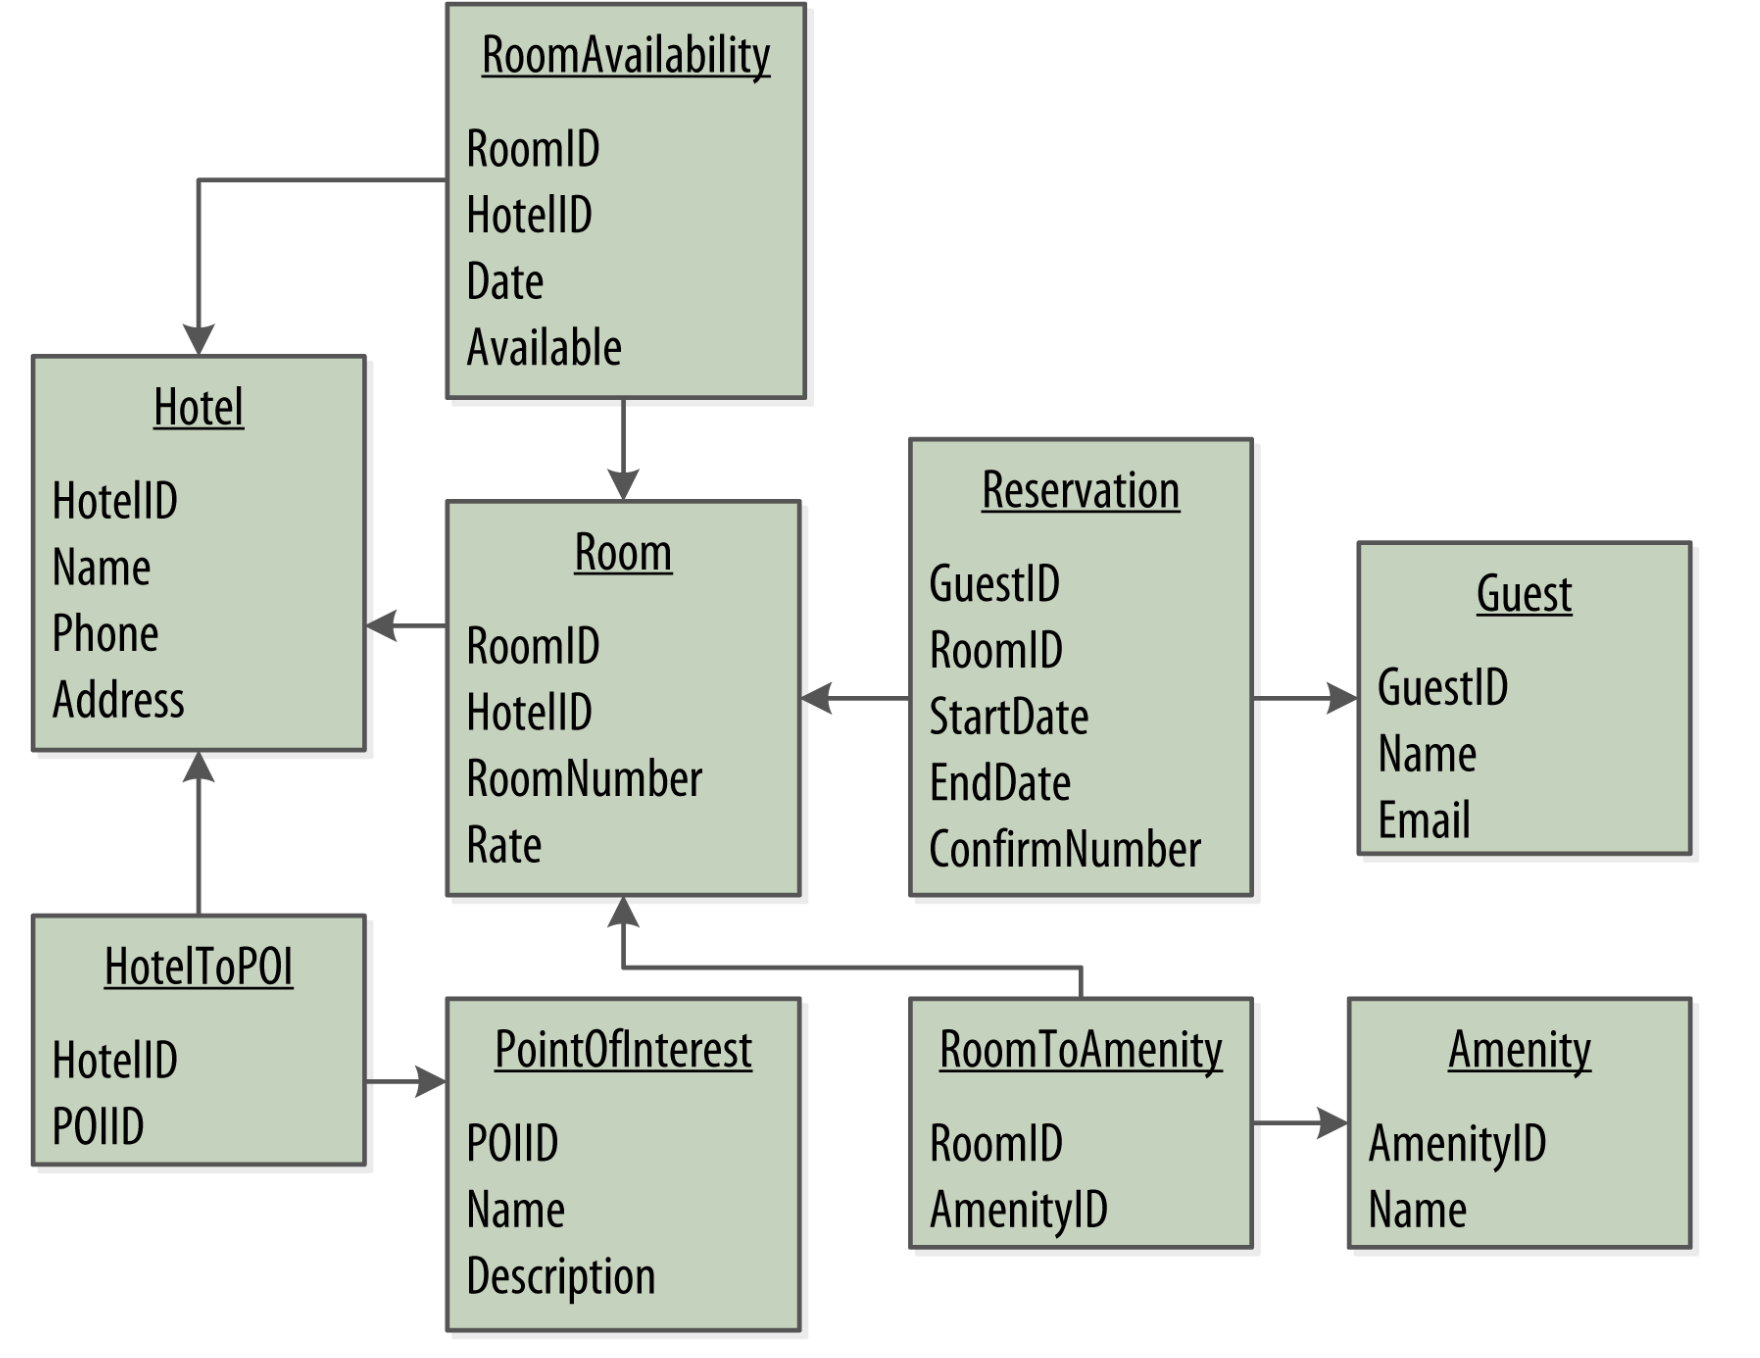 RoomAvailability
RoomID
HotelID
Date
Available
Hotel
HotelID
Name
Phone
Address
Room
RoomID
HotelID
RoomNumber
Rate
Reservation
GuestID
RoomID
StartDate
EndDate
ConfirmNumber
Guest
GuestID
Name
Email
HotelToPOI
HotelID
POIID
PointOfInterest
POIID
Name
Description
RoomToAmenity
RoomID
AmenityID
Amenity
AmenityID
Name